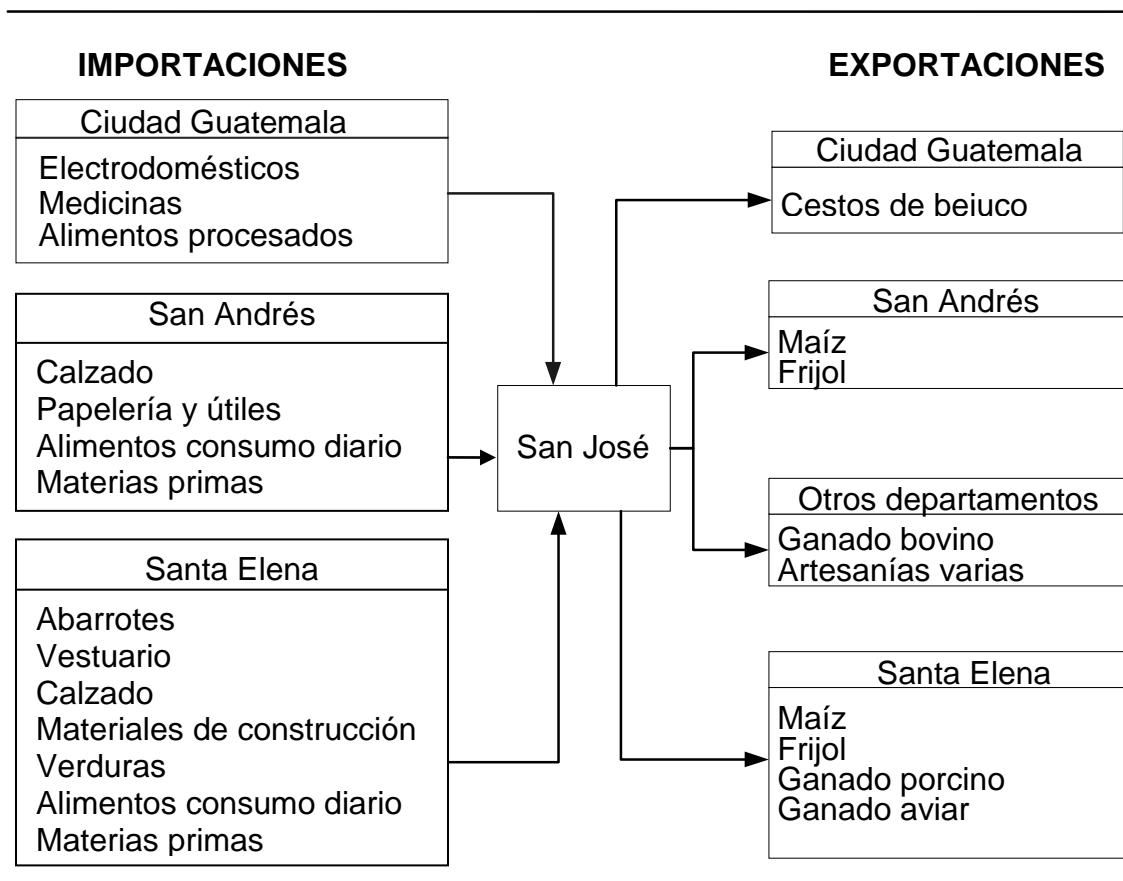 IMPORTACIONES
Ciudad Guatemala
Electrodomésticos
Medicinas
Alimentos procesados
San Andrés
Calzado
Papelería y útiles
Alimentos consumo diario
Materias primas
Santa Elena
Abarrotes
Vestuario
Calzado
Materiales de construcción
Verduras
Alimentos consumo diario
Materias primas
San José
EXPORTACIONES
Ciudad Guatemala
Cestos de bejuco
San Andrés
Maíz
Frijol
Otros departamentos
Ganado bovino
Artesanías varias
Santa Elena
Maíz
Frijol
Ganado porcino
Ganado aviar